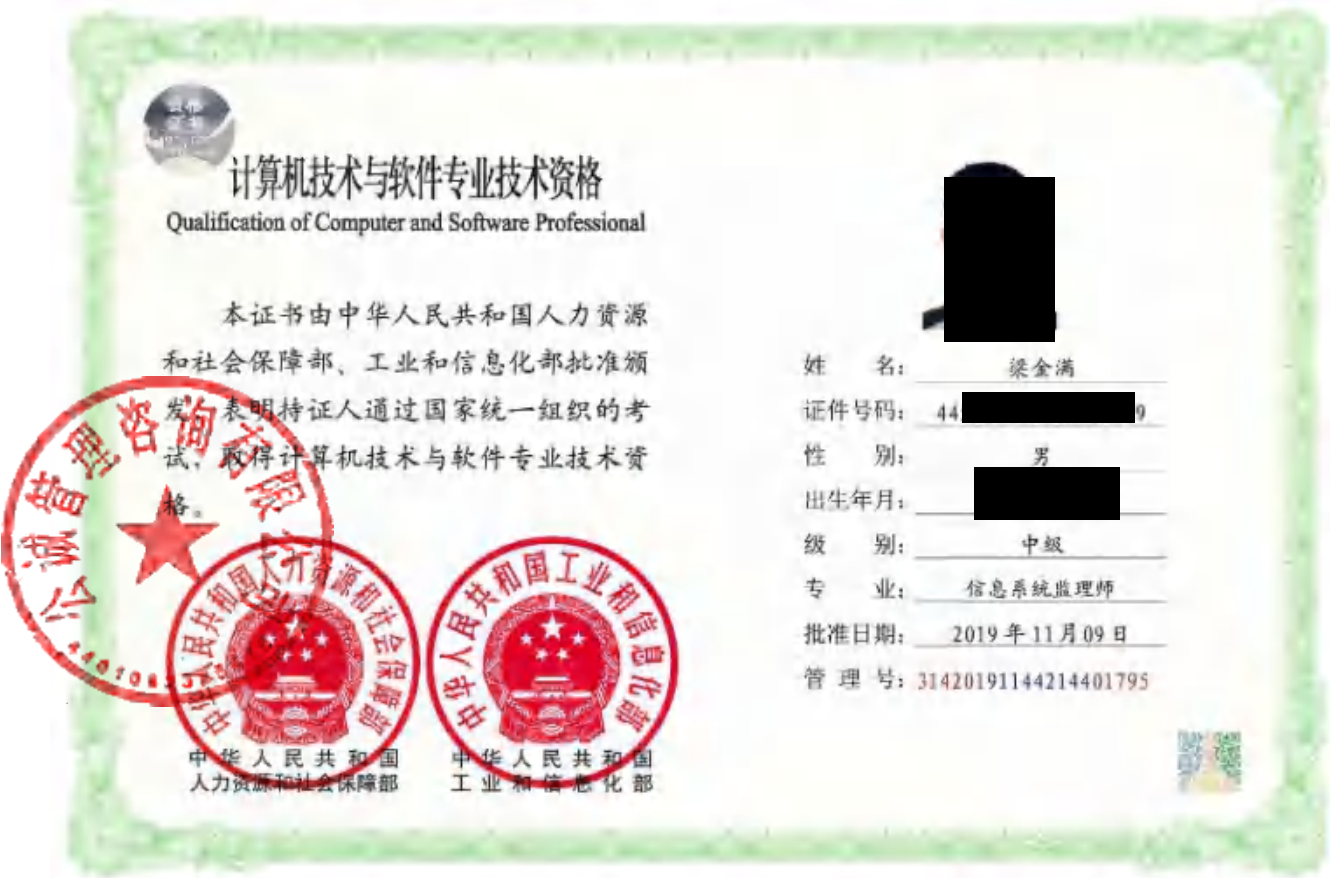 计算机技术与软件专业技术资格
Qualification of Computer and Software Professional
本证书由中华人民共和国人力资源
和社会保障部、工业和信息化部批准颁
发，表明持证人通过国家统一组织的考
试，取得计算机技术与软件专业技术资
格。
公诚管理咨询有限公司
中华人民共和国人力资源和社会保障部
中华人民共和国工业和信息化部
中华人民共和国
人力资源和社会保障部
中华人民共和国
工业和信息化部
姓 名：梁金满
证件号码：44 9
性 别：男
出生年月：
级 别：中级
专 业：信息系统监理师
批准日期：2019年11月09日
管 理 号：31420191144214401795